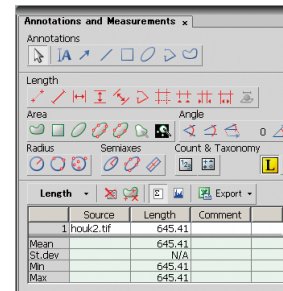 Annotations and Measurements x
Annotations
A
Length
Area Angle
0
Radius Semiaxes Count & Taxonomy
L
Length Σ Export
Source Length Comment
1 houk2.tif 645.41
Mean 645.41
St.dev N/A
Min 645.41
Max 645.41